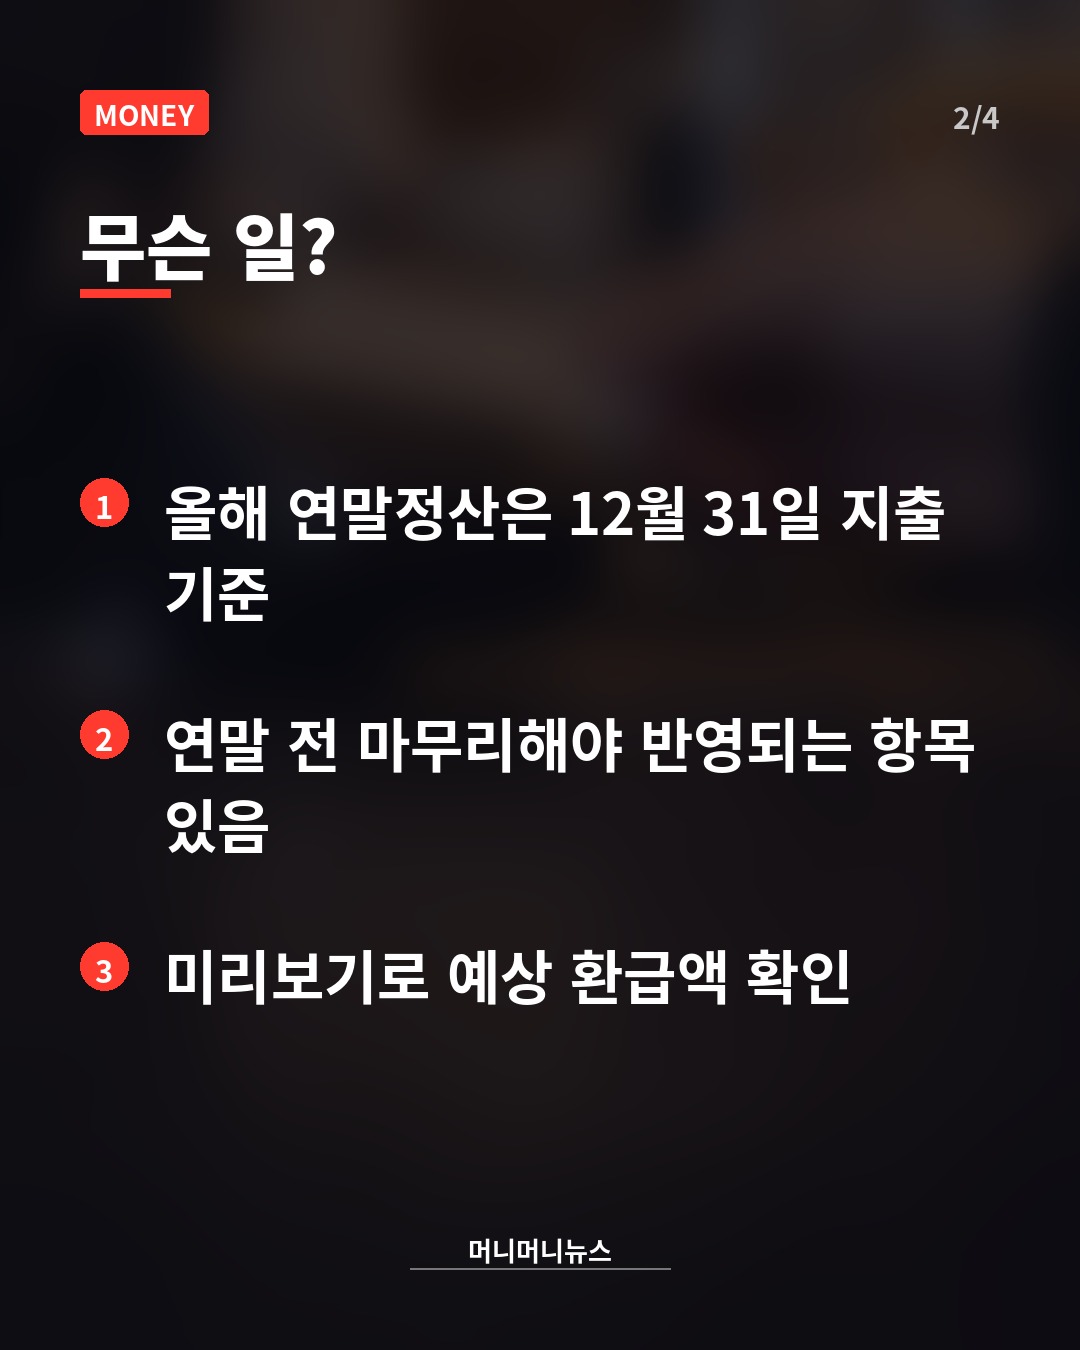 MONEY
2/4
무슨 일?
1 올해 연말정산은 12월 31일 지출
기준
2 연말 전 마무리해야 반영되는 항목
있음
3 미리보기로 예상 환급액 확인
머니머니뉴스